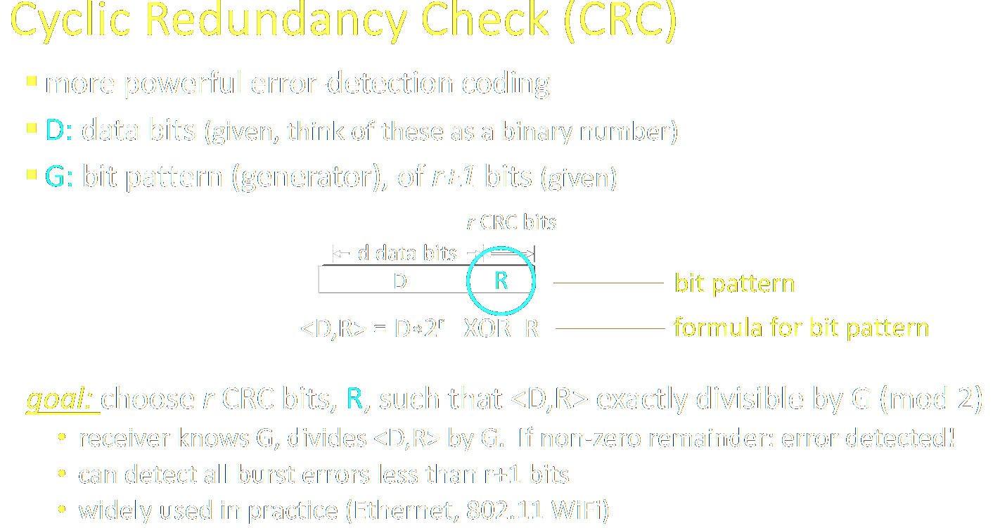 Cyclic Redundancy Check (CRC)
more powerful error-detection coding
D: data bits (given, think of these as a binary number)
G: bit pattern (generator), of r+1 bits (given)
r CRC bits
d data bits
D R bit pattern
<D,R> = D*2ʳ XOR R formula for bit pattern
goal: choose r CRC bits, R, such that <D,R> exactly divisible by G (mod 2)
• receiver knows G, divides <D,R> by G. If non-zero remainder: error detected!
• can detect all burst errors less than r+1 bits
• widely used in practice (Ethernet, 802.11 WiFi)